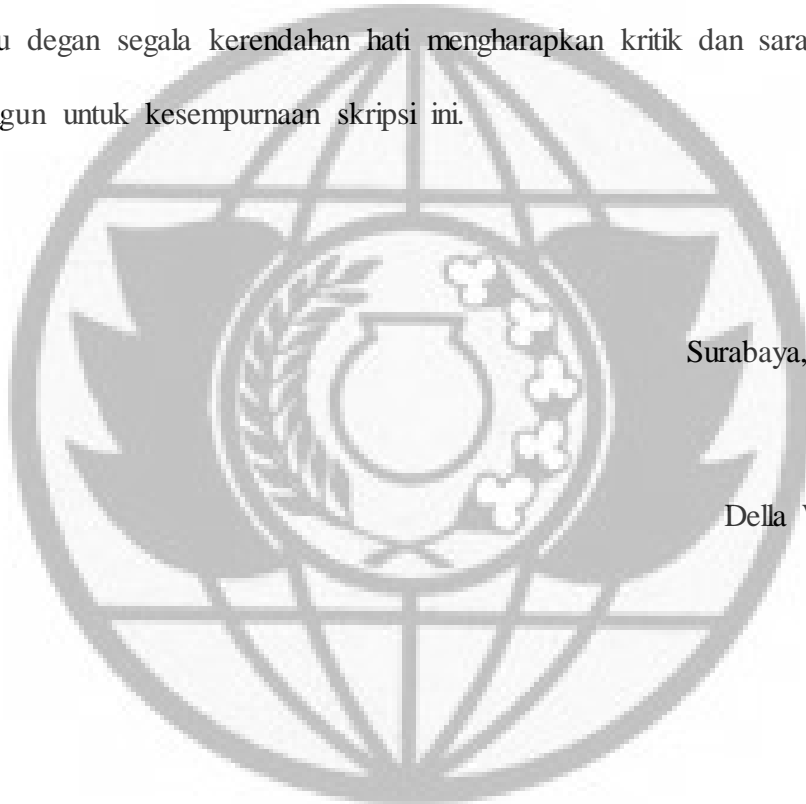 u degan segala kerendahan hati mengharapkan kritik dan sara
gun untuk kesempurnaan skripsi ini.
Surabaya,
Della